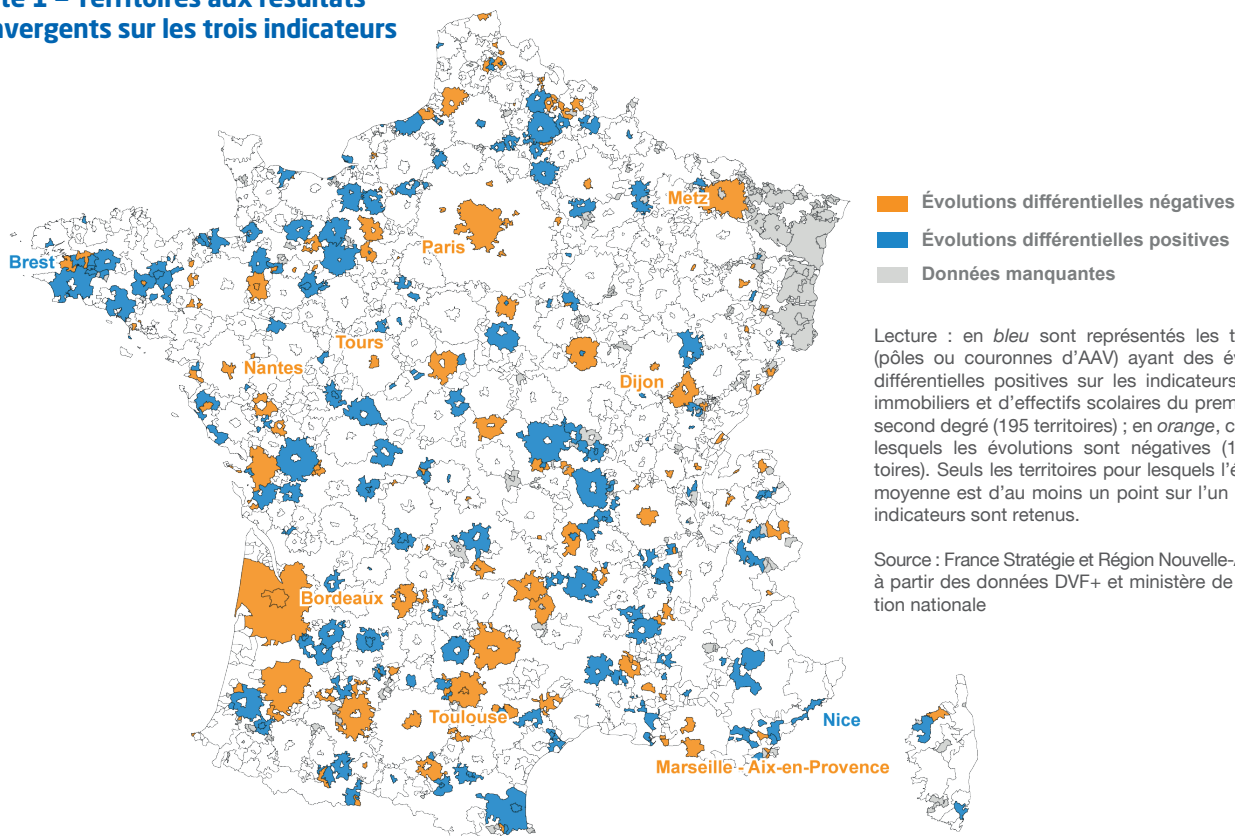 te 1 – Territoires aux résultats
nvergents sur les trois indicateurs
Metz
Paris
Brest
Tours
Nantes
Dijon
Bordeaux
Toulouse
Nice
Marseille - Aix-en-Provence
Évolutions différentielles négatives
Évolutions différentielles positives
Données manquantes
Lecture : en bleu sont représentés les t
(pôles ou couronnes d'AAV) ayant des év
différentielles positives sur les indicateurs
immobiliers et d'effectifs scolaires du prem
second degré (195 territoires) ; en orange, c
lesquels les évolutions sont négatives (1
toires). Seuls les territoires pour lesquels l'é
moyenne est d'au moins un point sur l'un
indicateurs sont retenus.
Source : France Stratégie et Région Nouvelle-
à partir des données DVF+ et ministère de
tion nationale